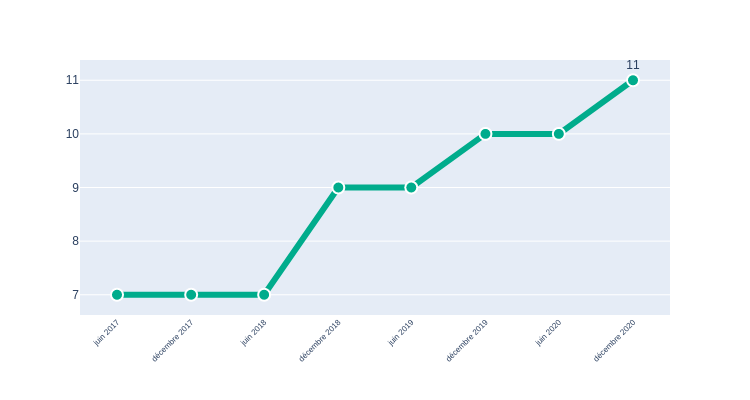 11
11
10
9
8
7
juin 2017
décembre 2017
juin 2018
décembre 2018
juin 2019
décembre 2019
juin 2020
décembre 2020